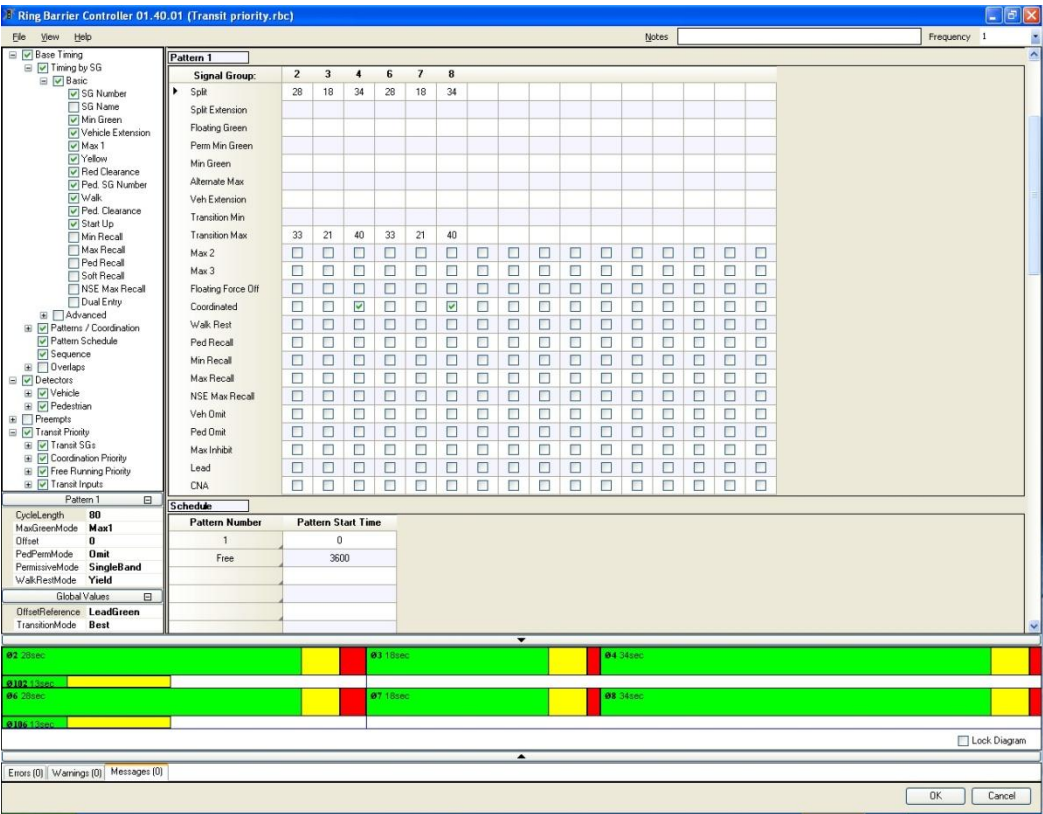 Ring Barrier Controller 01.40.01 (Transit priority.rbc)
File View Help Notes Frequency 1
Base Timing
Timing by SG
Basic
SG Number
SG Name
Min Green
Vehicle Extension
Max 1
Yellow
Red Clearance
Ped. SG Number
Walk
Ped. Clearance
Start Up
Min Recall
Max Recall
Ped Recall
Soft Recall
NSE Max Recall
Dual Entry
Advanced
Patterns / Coordination
Pattern Schedule
Sequence
Overlaps
Detectors
Vehicle
Pedestrian
Preempts
Transit Priority
Transit SGs
Coordination Priority
Free Running Priority
Transit Inputs
Pattern 1
CycleLength 80
MaxGreenMode Max1
Offset 0
PedPermMode Omit
PermissiveMode SingleBand
WalkRestMode Yield
Global Values
OffsetReference LeadGreen
TransitionMode Best
Pattern 1
Signal Group: 2 3 4 6 7 8
Split 28 18 34 28 18 34
Split Extension
Floating Green
Perm Min Green
Min Green
Alternate Max
Veh Extension
Transition Min
Transition Max 33 21 40 33 21 40
Max 2
Max 3
Floating Force Off
Coordinated
Walk Rest
Ped Recall
Min Recall
Max Recall
NSE Max Recall
Veh Omit
Ped Omit
Max Inhibit
Lead
CNA
Schedule
Pattern Number Pattern Start Time
1 0
Free 3600
Ø2 28sec Ø3 18sec Ø4 34sec
Ø102 13sec
Ø6 28sec Ø7 18sec Ø8 34sec
Ø106 13sec
Lock Diagram
Errors (0) Warnings (0) Messages (0)
OK Cancel